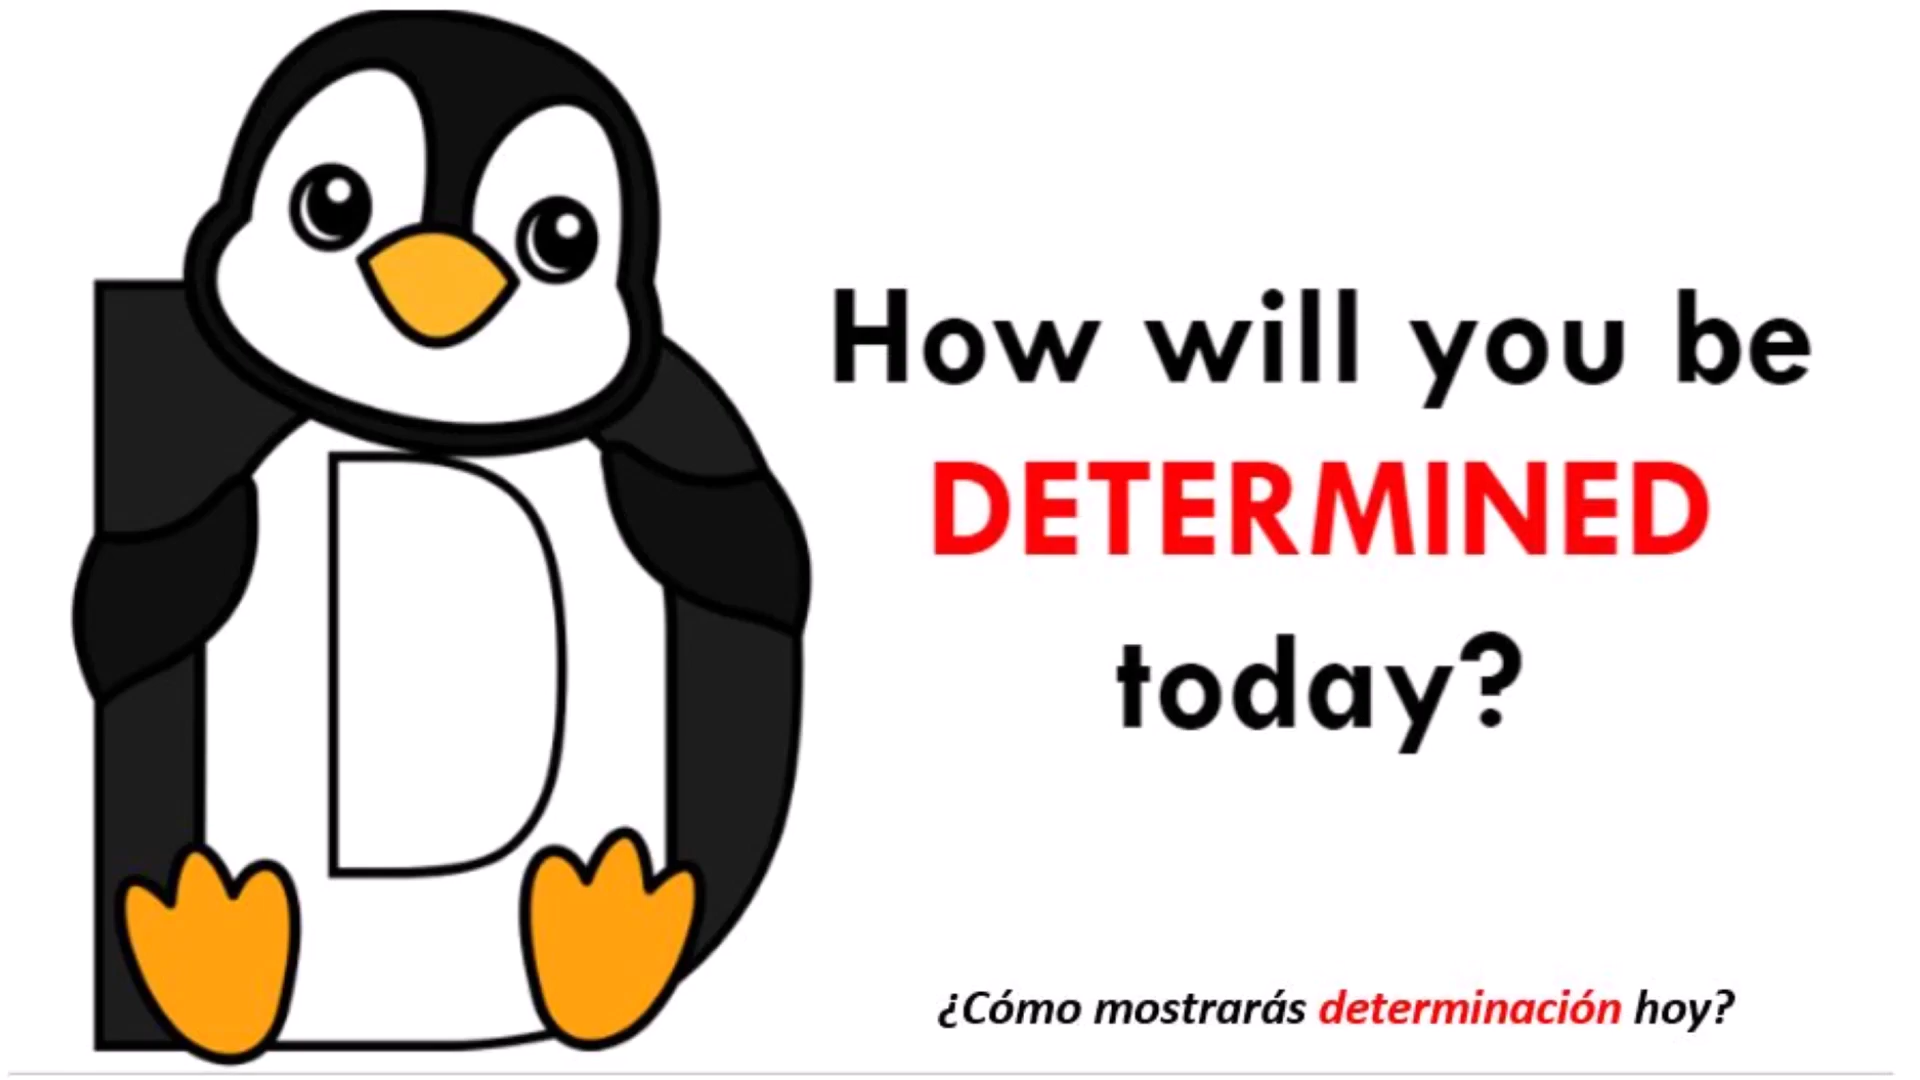 D
How will you be
DETERMINED
today?
¿Cómo mostrarás determinación hoy?